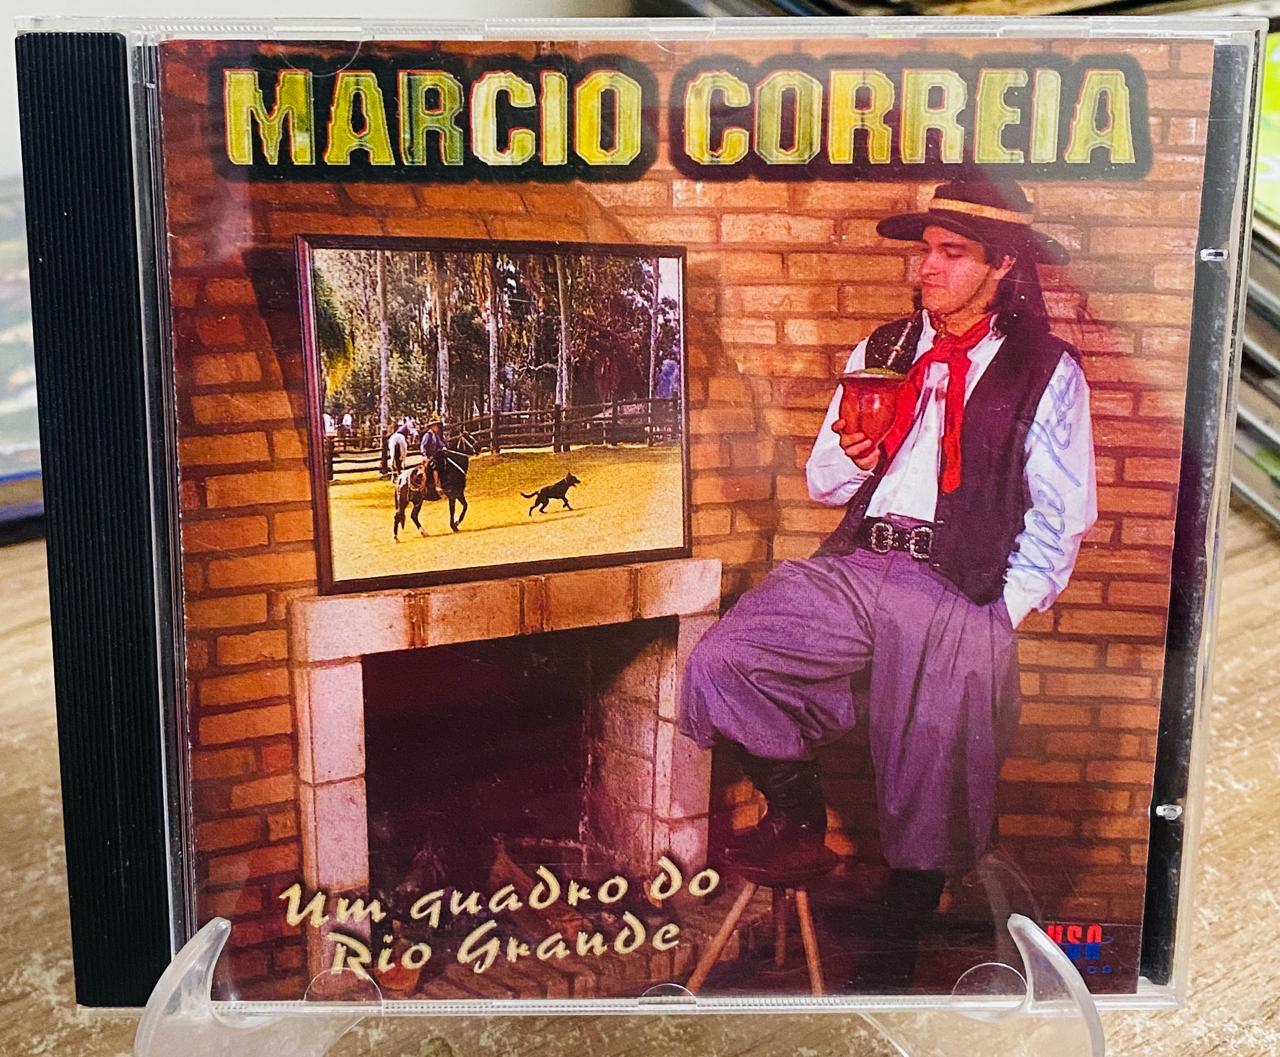 MARCIO CORREIA
Um quadro do
Rio Grande